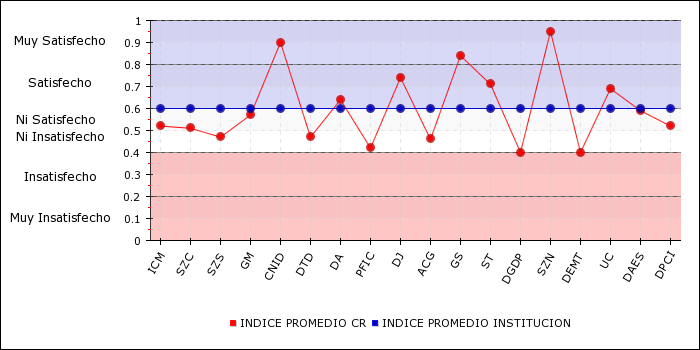 1
0.9
0.8
0.7
0.6
0.5
0.4
0.3
0.2
0.1
0
Muy Satisfecho
Satisfecho
Ni Satisfecho
Ni Insatisfecho
Insatisfecho
Muy Insatisfecho
ICM
SZC
SZS
GM
CNID
DTD
DA
PFIC
DJ
ACG
GS
ST
DGDP
SZN
DEMT
UC
DAES
DPCI
INDICE PROMEDIO CR INDICE PROMEDIO INSTITUCION